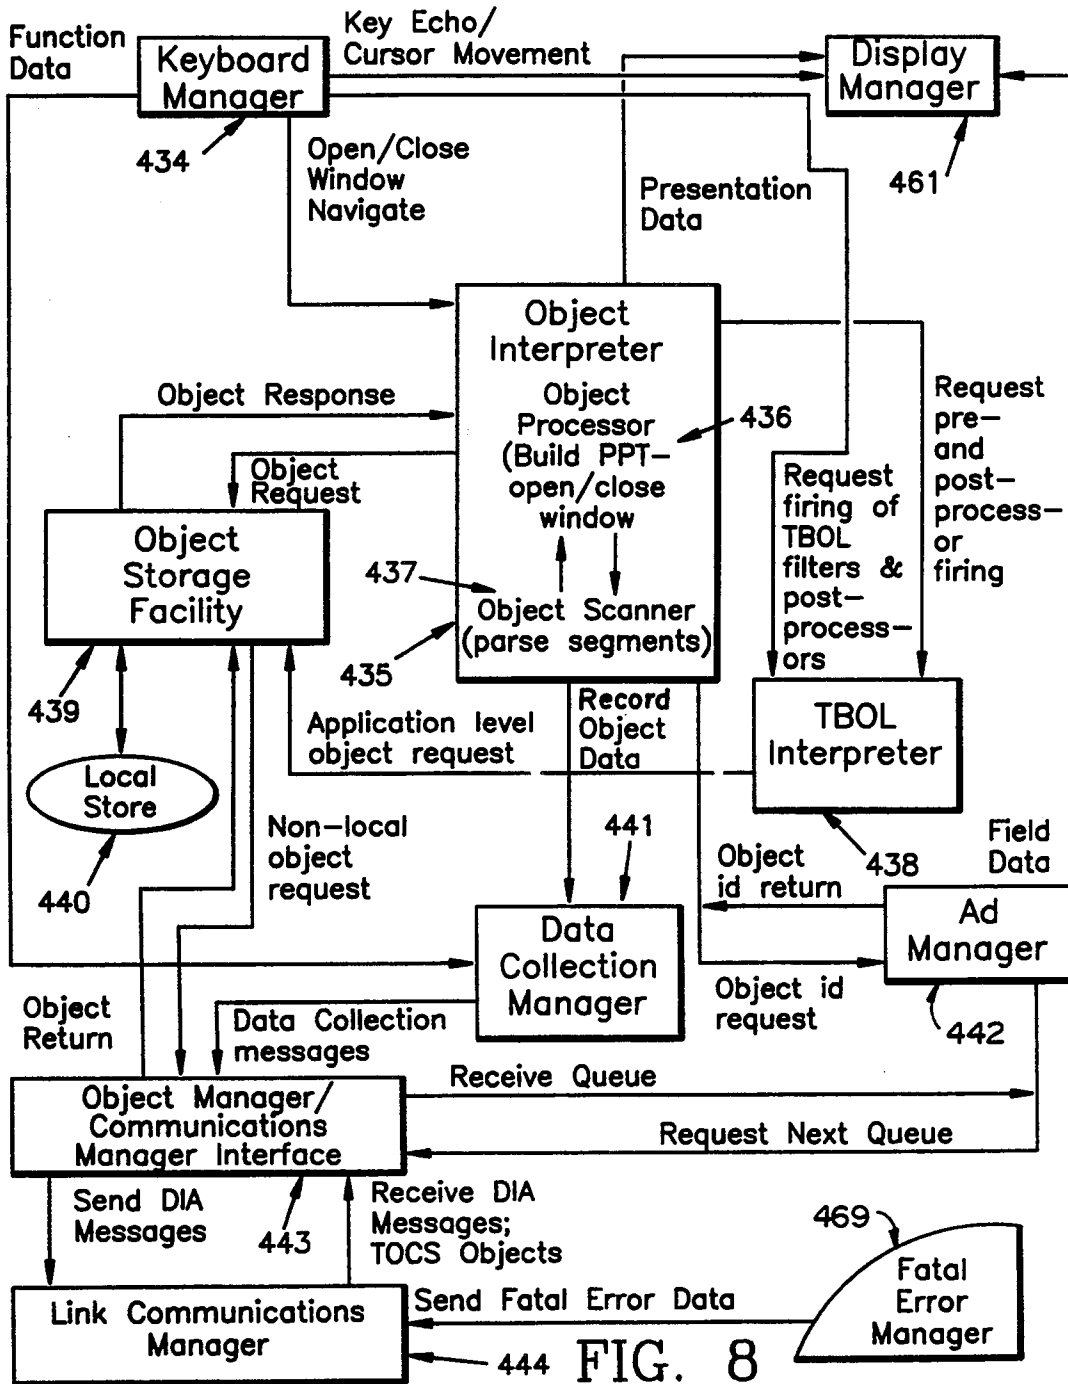 Function
Data
Keyboard
Manager
434
Key Echo/
Cursor Movement
Display
Manager
461
Open/Close
Window
Navigate
Presentation
Data
Object
Interpreter
Object
Processor
(Build PPT-
open/close
window
436
437
Object Scanner
(parse segments)
435
Object Response
Object
Request
Object
Storage
Facility
439
Local
Store
440
Request
firing of
TBOL
filters &
post-
process-
ors
Request
pre-
and
post-
process-
or
firing
TBOL
Interpreter
438
Application level
object request
Record
Object
Data
Non-local
object
request
441
Data
Collection
Manager
Object
id return
Field
Data
Ad
Manager
442
Object id
request
Object
Return
Data Collection
messages
Object Manager/
Communications
Manager Interface
443
Receive Queue
Request Next Queue
Send DIA
Messages
Receive DIA
Messages;
TOCS Objects
Link Communications
Manager
444
Send Fatal Error Data
469
Fatal
Error
Manager
FIG. 8